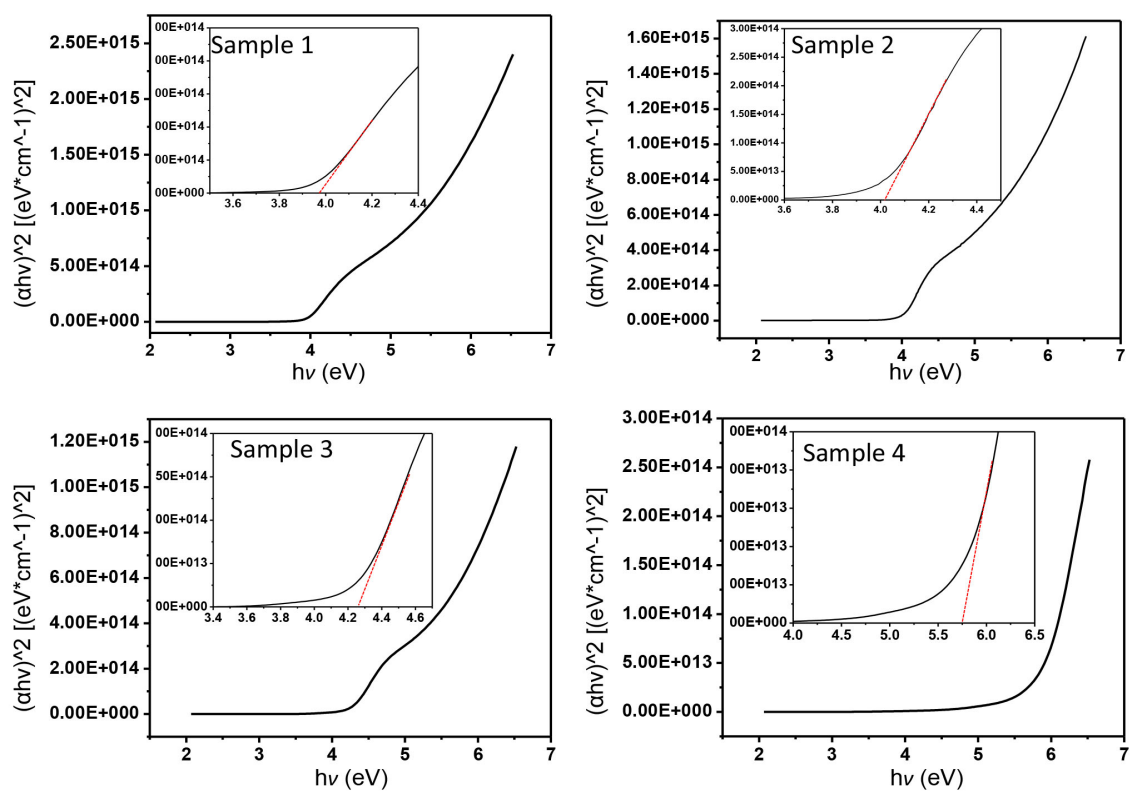 Sample 1
00E+014
00E+014
00E+014
00E+014
00E+014
00E+000
3.6 3.8 4.0 4.2 4.4
2.50E+015
2.00E+015
1.50E+015
1.00E+015
5.00E+014
0.00E+000
2 3 4 5 6 7
(αhν)^2 [(eV*cm^-1)^2]
hν (eV)
Sample 2
3.00E+014
2.50E+014
2.00E+014
1.50E+014
1.00E+014
5.00E+013
0.00E+000
3.6 3.8 4.0 4.2 4.4
1.60E+015
1.40E+015
1.20E+015
1.00E+015
8.00E+014
6.00E+014
4.00E+014
2.00E+014
0.00E+000
2 3 4 5 6 7
(αhν)^2 [(eV*cm^-1)^2]
hν (eV)
Sample 3
00E+014
50E+014
00E+014
00E+013
00E+000
3.4 3.6 3.8 4.0 4.2 4.4 4.6
1.20E+015
1.00E+015
8.00E+014
6.00E+014
4.00E+014
2.00E+014
0.00E+000
2 3 4 5 6 7
(αhν)^2 [(eV*cm^-1)^2]
hν (eV)
Sample 4
00E+014
00E+013
00E+013
00E+013
00E+013
00E+000
4.0 4.5 5.0 5.5 6.0 6.5
3.00E+014
2.50E+014
2.00E+014
1.50E+014
1.00E+014
5.00E+013
0.00E+000
2 3 4 5 6 7
(αhν)^2 [(eV*cm^-1)^2]
hν (eV)